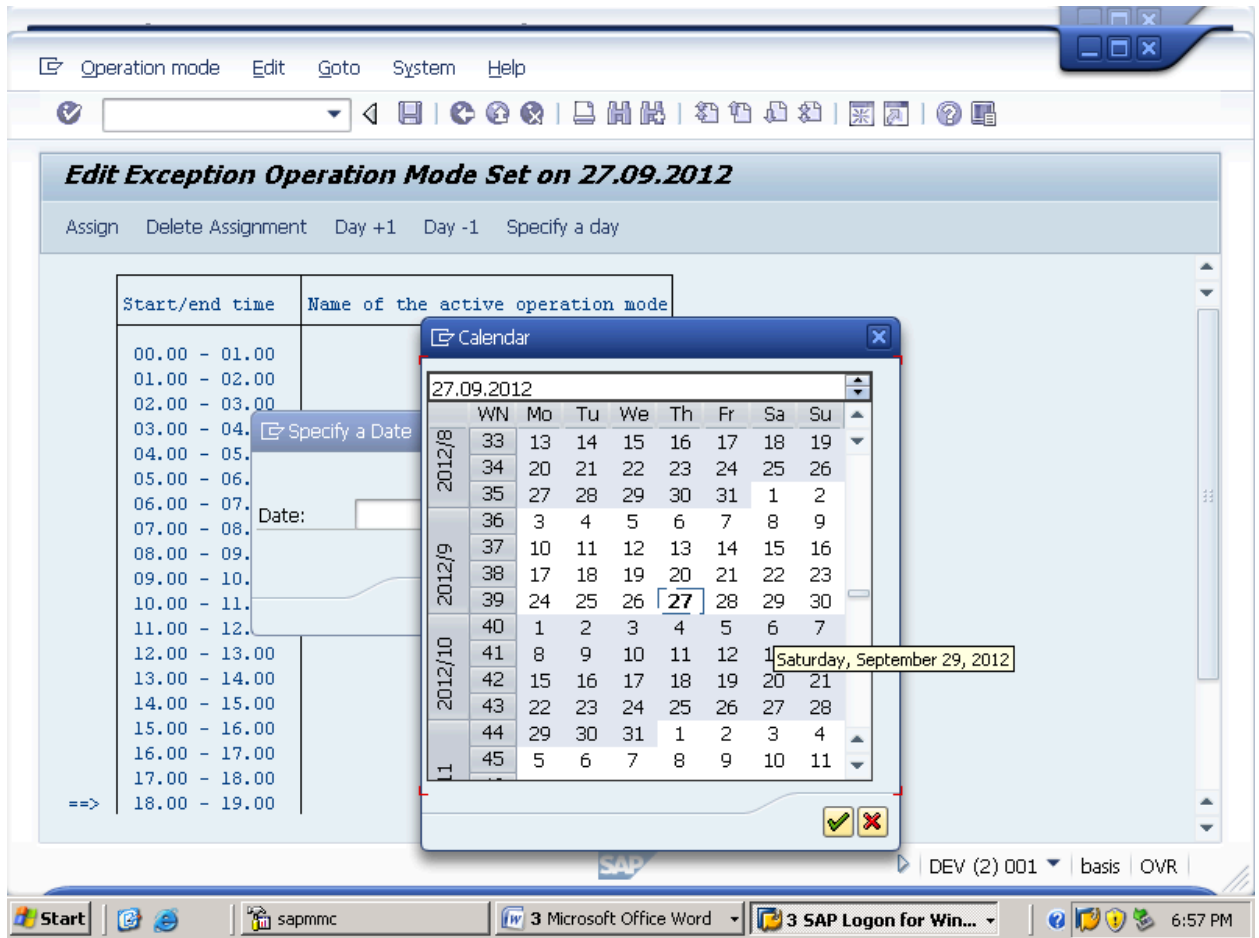 Operation mode Edit Goto System Help
Edit Exception Operation Mode Set on 27.09.2012
Assign Delete Assignment Day +1 Day -1 Specify a day
Start/end time Name of the active operation mode
00.00 - 01.00
01.00 - 02.00
02.00 - 03.00
03.00 - 04.
04.00 - 05.
05.00 - 06.
06.00 - 07.
07.00 - 08.
08.00 - 09.
09.00 - 10.
10.00 - 11.
11.00 - 12.
12.00 - 13.00
13.00 - 14.00
14.00 - 15.00
15.00 - 16.00
16.00 - 17.00
17.00 - 18.00
==> 18.00 - 19.00
Specify a Date
Date:
Calendar
27.09.2012
WN Mo Tu We Th Fr Sa Su
2012/8
33 13 14 15 16 17 18 19
34 20 21 22 23 24 25 26
35 27 28 29 30 31 1 2
2012/9
36 3 4 5 6 7 8 9
37 10 11 12 13 14 15 16
38 17 18 19 20 21 22 23
39 24 25 26 27 28 29 30
2012/10
40 1 2 3 4 5 6 7
41 8 9 10 11 12 1
Saturday, September 29, 2012
42 15 16 17 18 19 20 21
43 22 23 24 25 26 27 28
44 29 30 31 1 2 3 4
11
45 5 6 7 8 9 10 11
SAP
DEV (2) 001 basis OVR
Start sapmmc 3 Microsoft Office Word 3 SAP Logon for Win... 6:57 PM